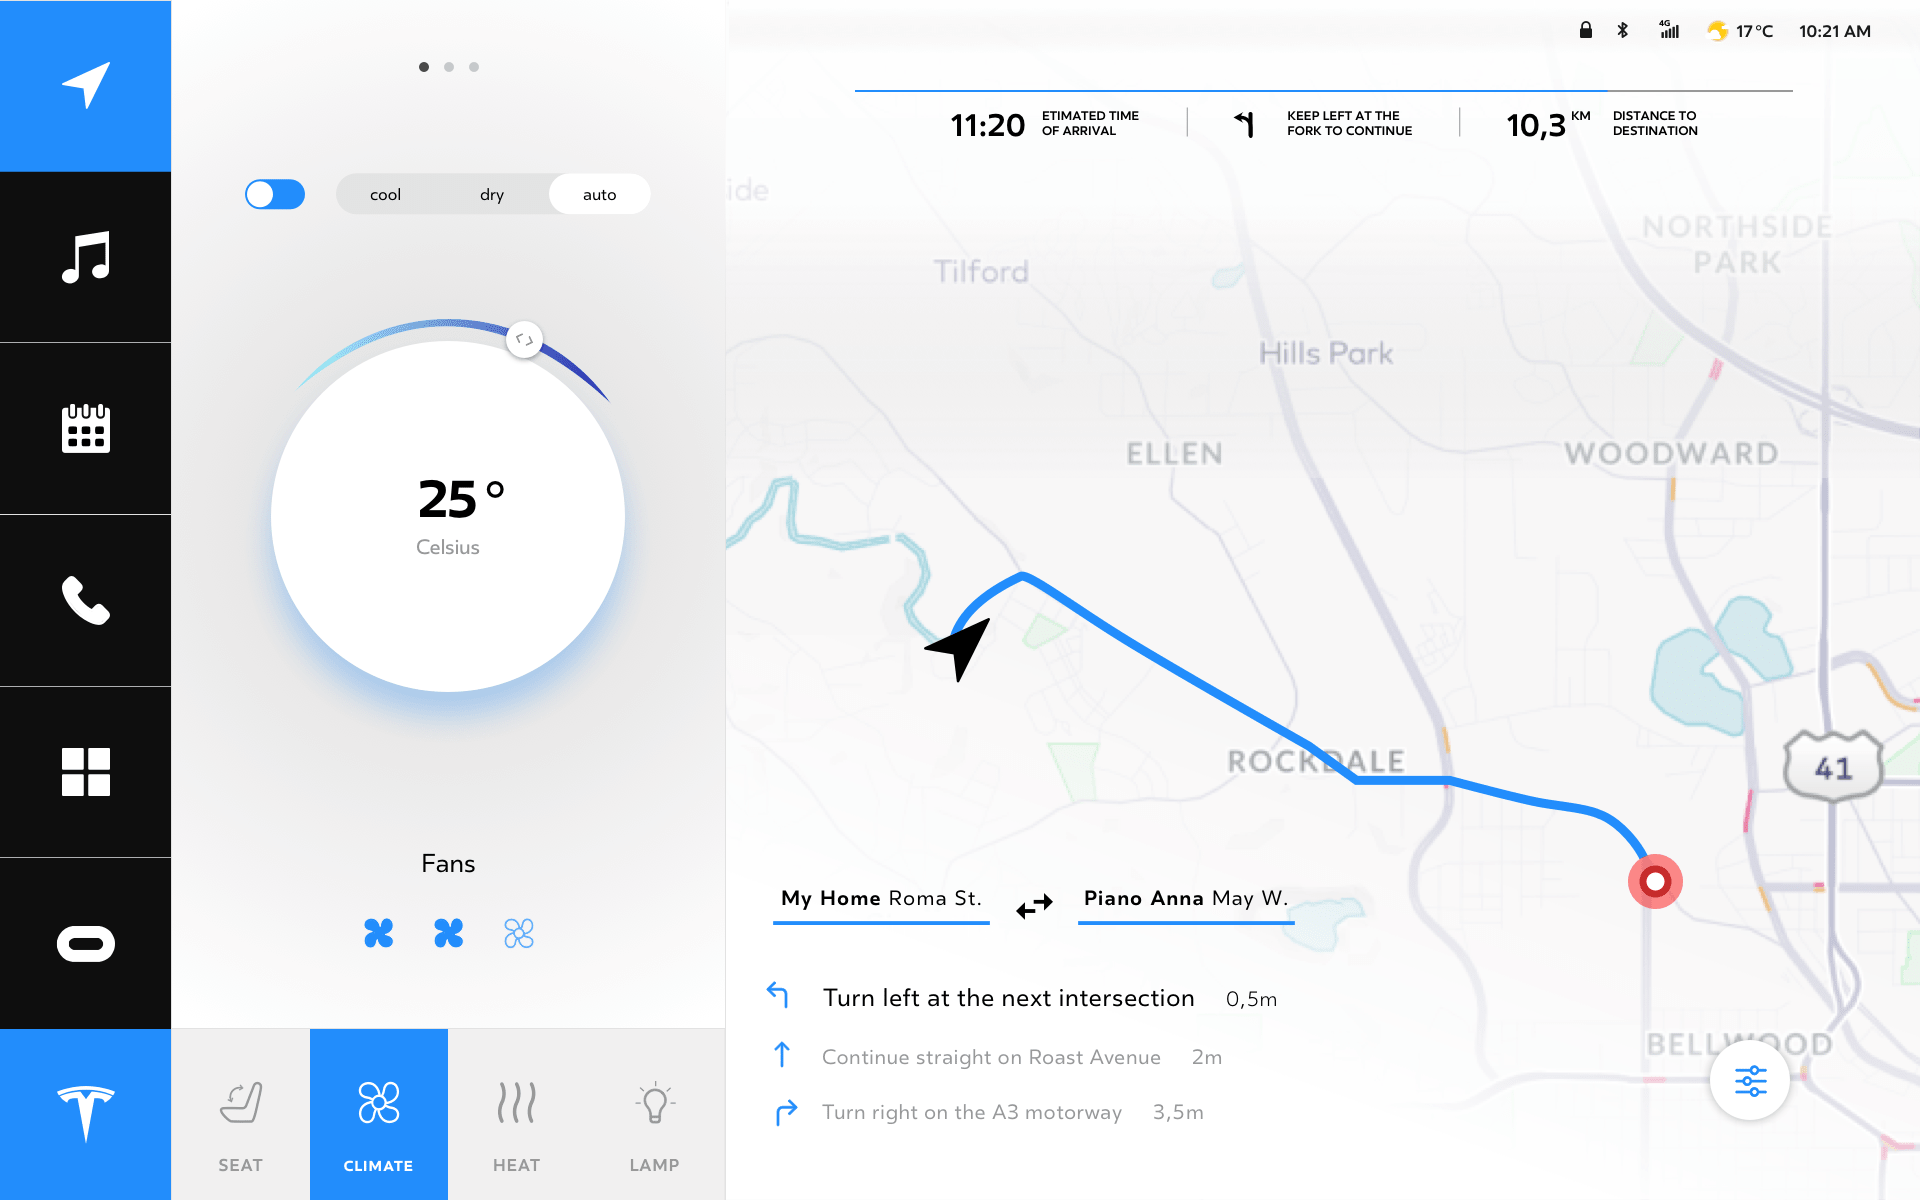 4G
17°C
10:21 AM
11:20
ETIMATED TIME
OF ARRIVAL
KEEP LEFT AT THE
FORK TO CONTINUE
10,3 KM
DISTANCE TO
DESTINATION
cool
dry
auto
25°
Celsius
Fans
SEAT
CLIMATE
HEAT
LAMP
ide
Tilford
NORTHSIDE
PARK
Hills Park
ELLEN
WOODWARD
ROCKDALE
41
BELLWOOD
My Home Roma St.
Piano Anna May W.
Turn left at the next intersection 0,5m
Continue straight on Roast Avenue 2m
Turn right on the A3 motorway 3,5m